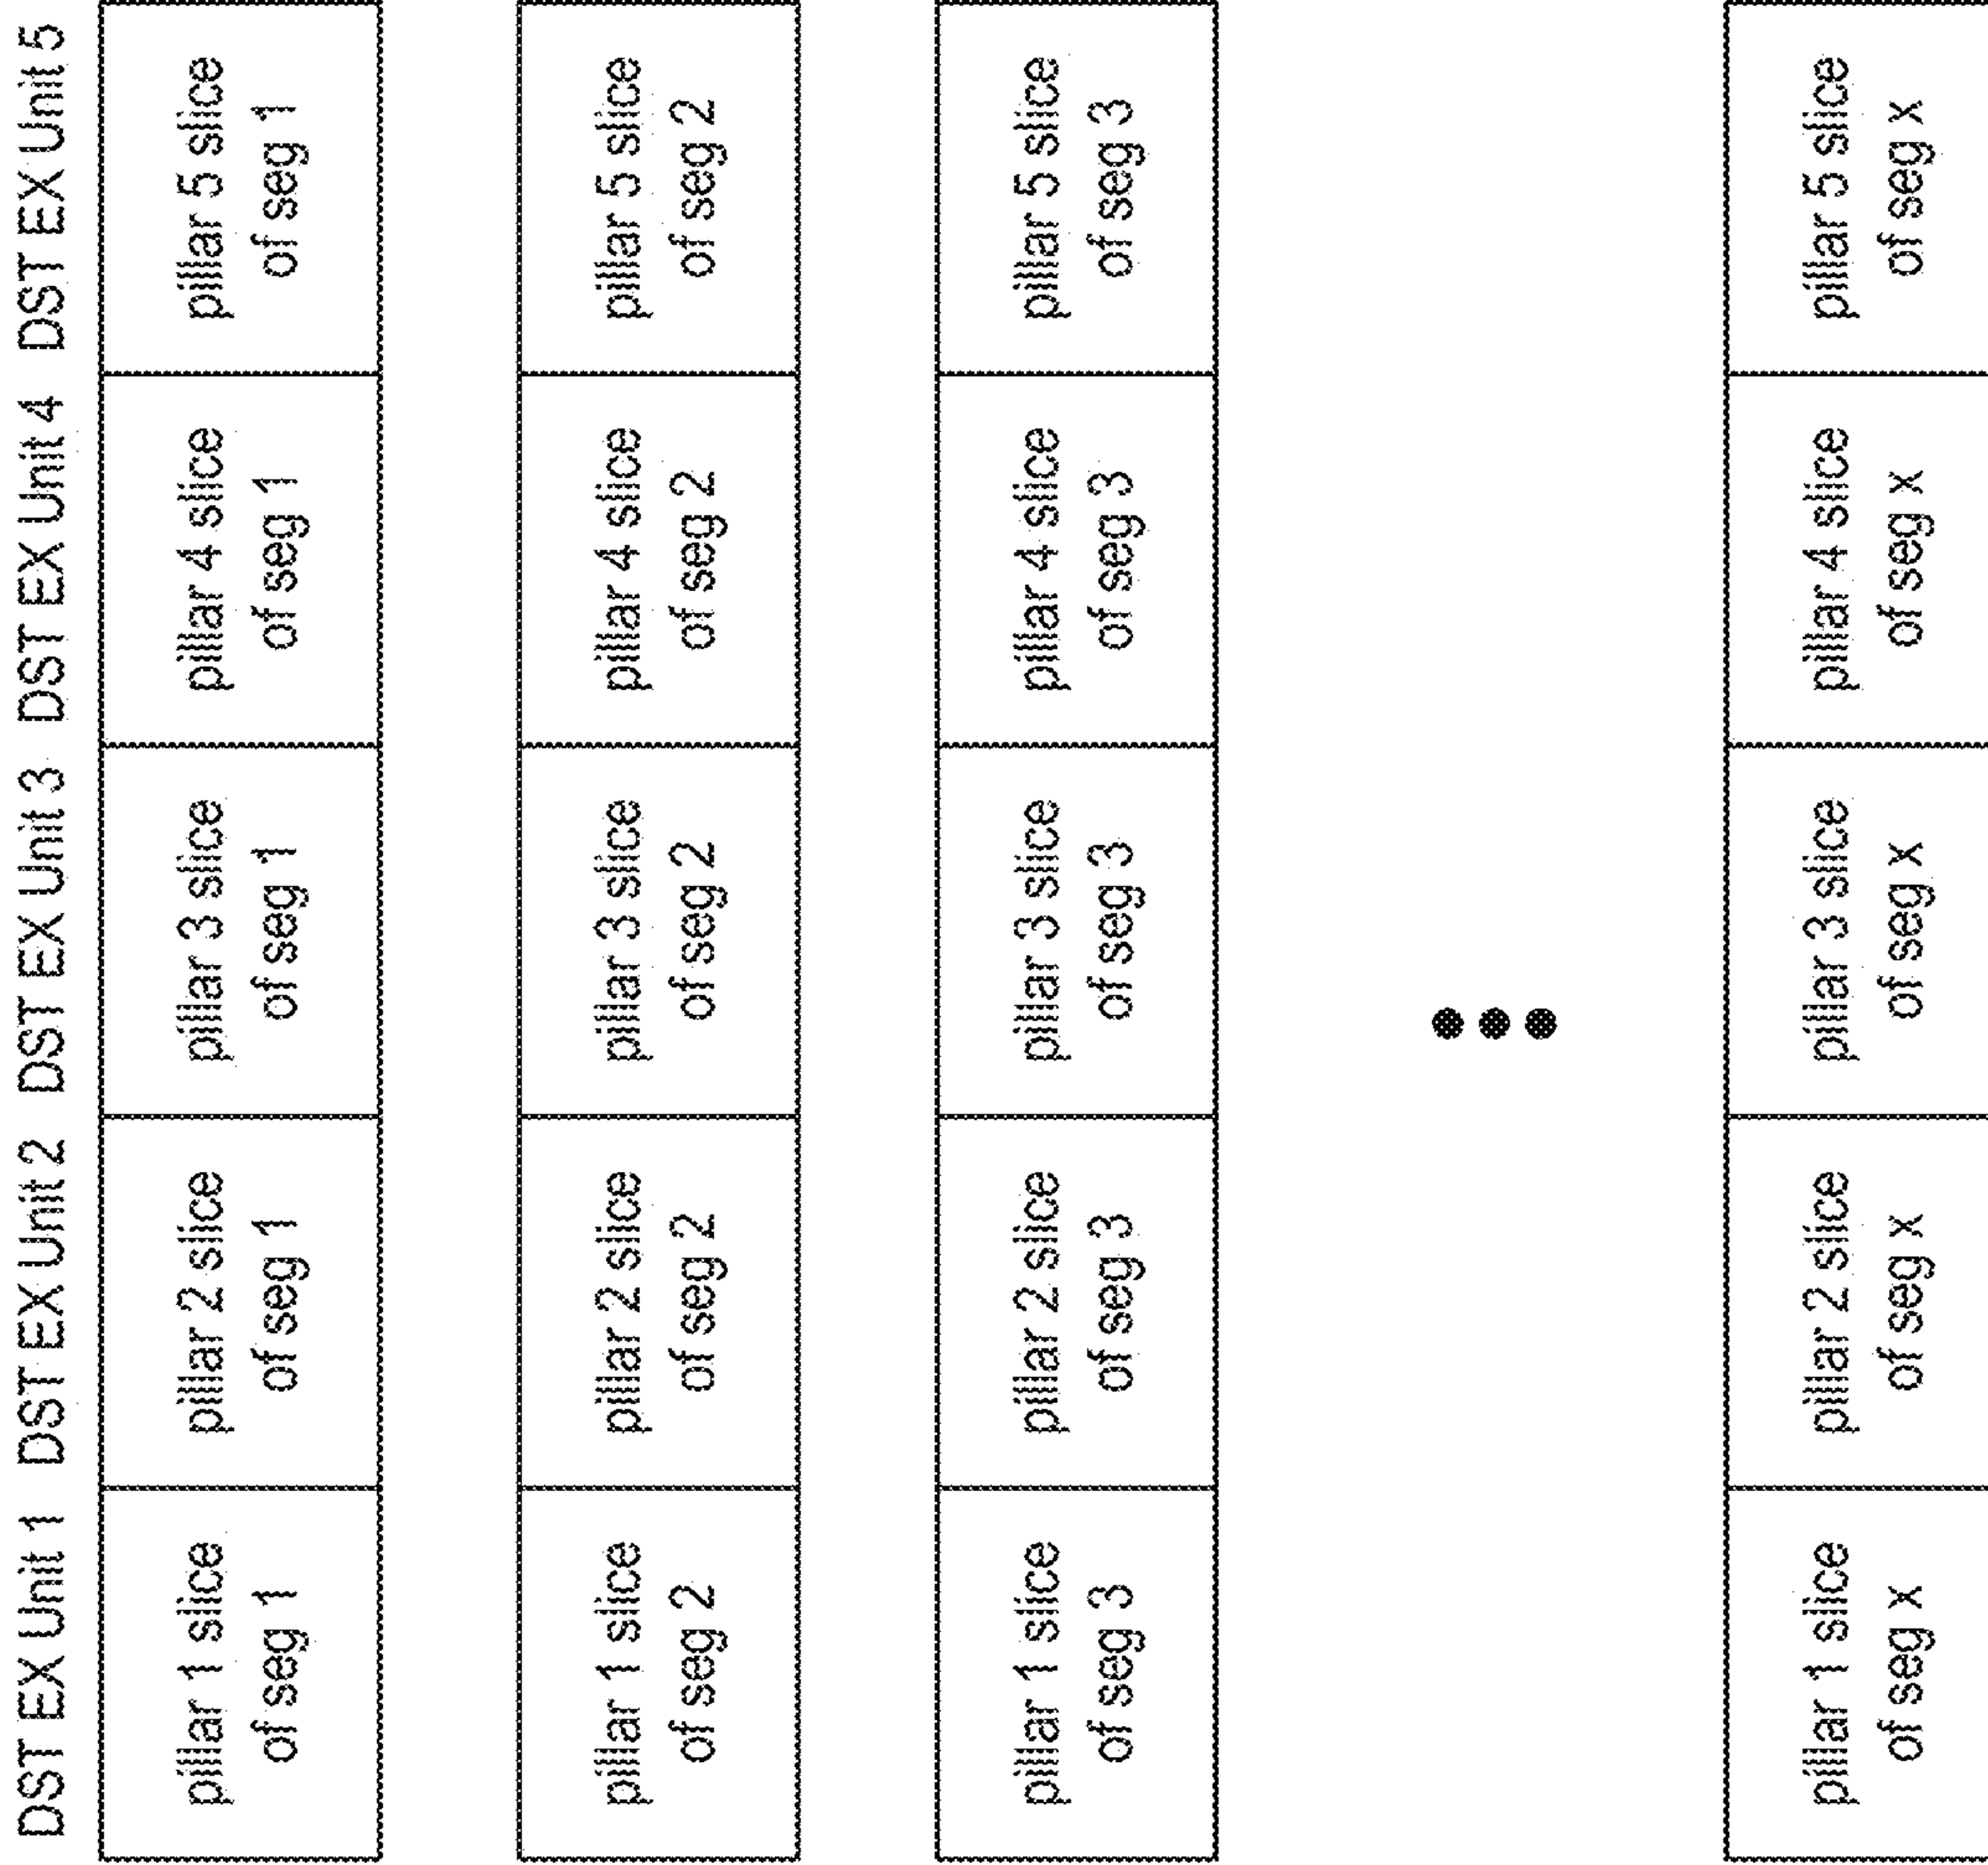 DST EX Unit 1 DST EX Unit 2 DST EX Unit 3 DST EX Unit 4 DST EX Unit 5
pillar 1 slice
of seg 1
pillar 2 slice
of seg 1
pillar 3 slice
of seg 1
pillar 4 slice
of seg 1
pillar 5 slice
of seg 1
pillar 1 slice
of seg 2
pillar 2 slice
of seg 2
pillar 3 slice
of seg 2
pillar 4 slice
of seg 2
pillar 5 slice
of seg 2
pillar 1 slice
of seg 3
pillar 2 slice
of seg 3
pillar 3 slice
of seg 3
pillar 4 slice
of seg 3
pillar 5 slice
of seg 3
pillar 1 slice
of seg x
pillar 2 slice
of seg x
pillar 3 slice
of seg x
pillar 4 slice
of seg x
pillar 5 slice
of seg x